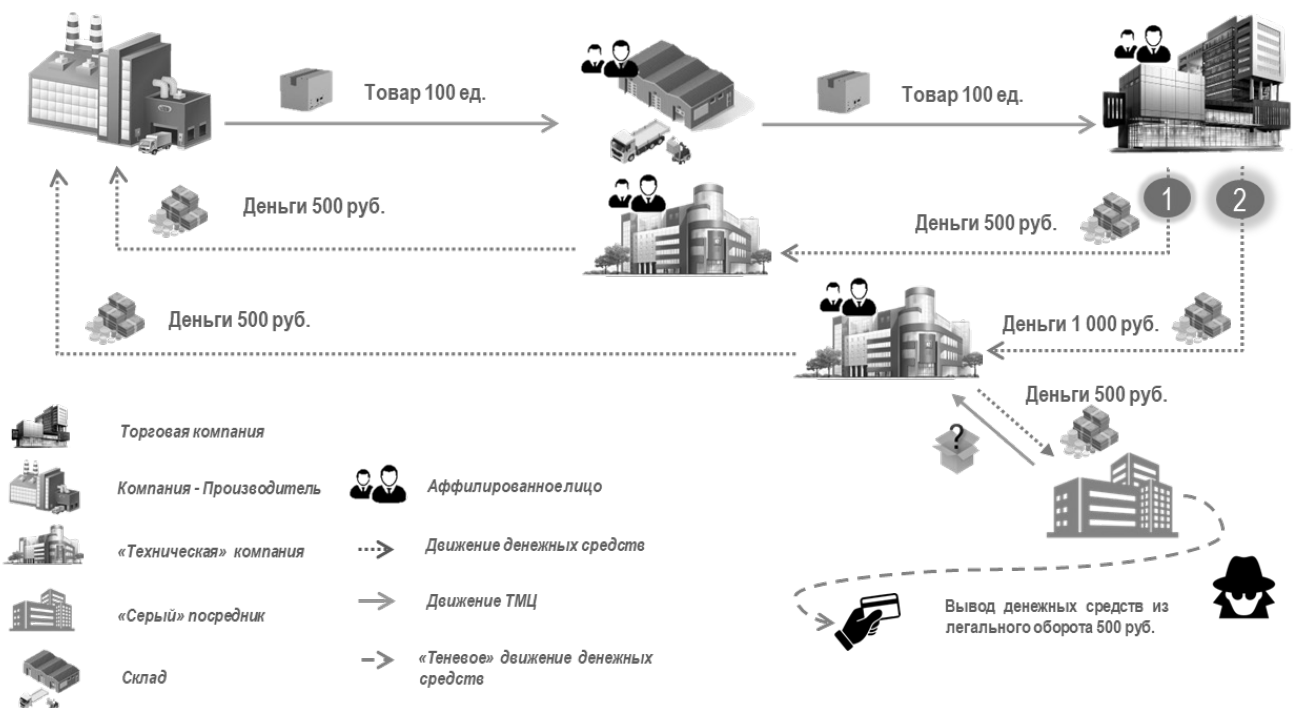 Товар 100 ед.
Товар 100 ед.
1
2
Деньги 500 руб.
Деньги 500 руб.
Деньги 500 руб.
Деньги 1 000 руб.
Деньги 500 руб.
?
Торговая компания
Компания - Производитель
Аффилированное лицо
«Техническая» компания
Движение денежных средств
«Серый» посредник
Движение ТМЦ
Вывод денежных средств из
легального оборота 500 руб.
Склад
«Теневое» движение денежных
средств